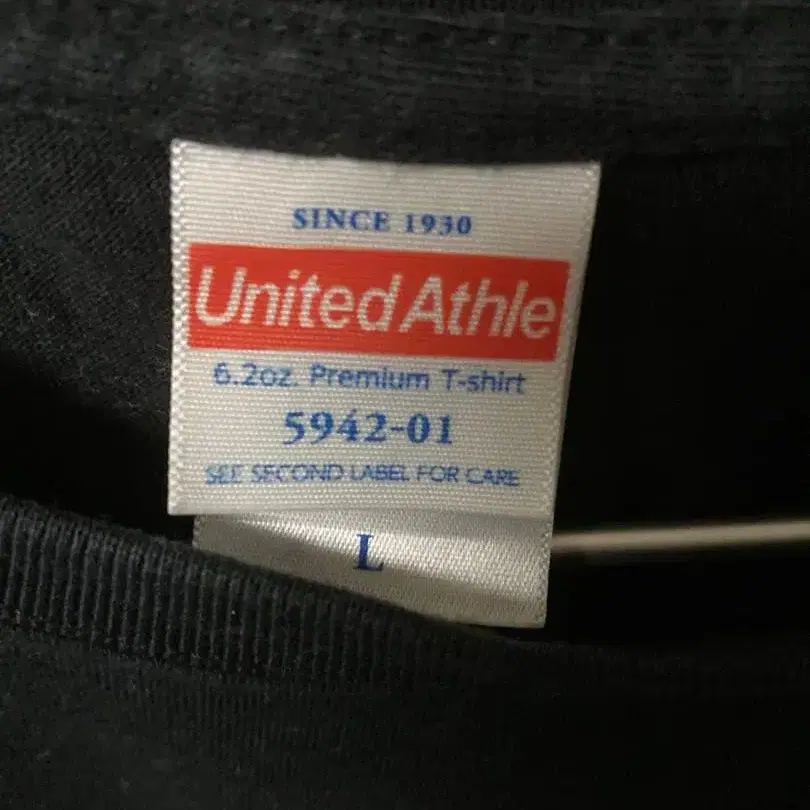 SINCE 1930
United Athle
6.2oz. Premium T-shirt
5942-01
SEE SECOND LABEL FOR CARE
L